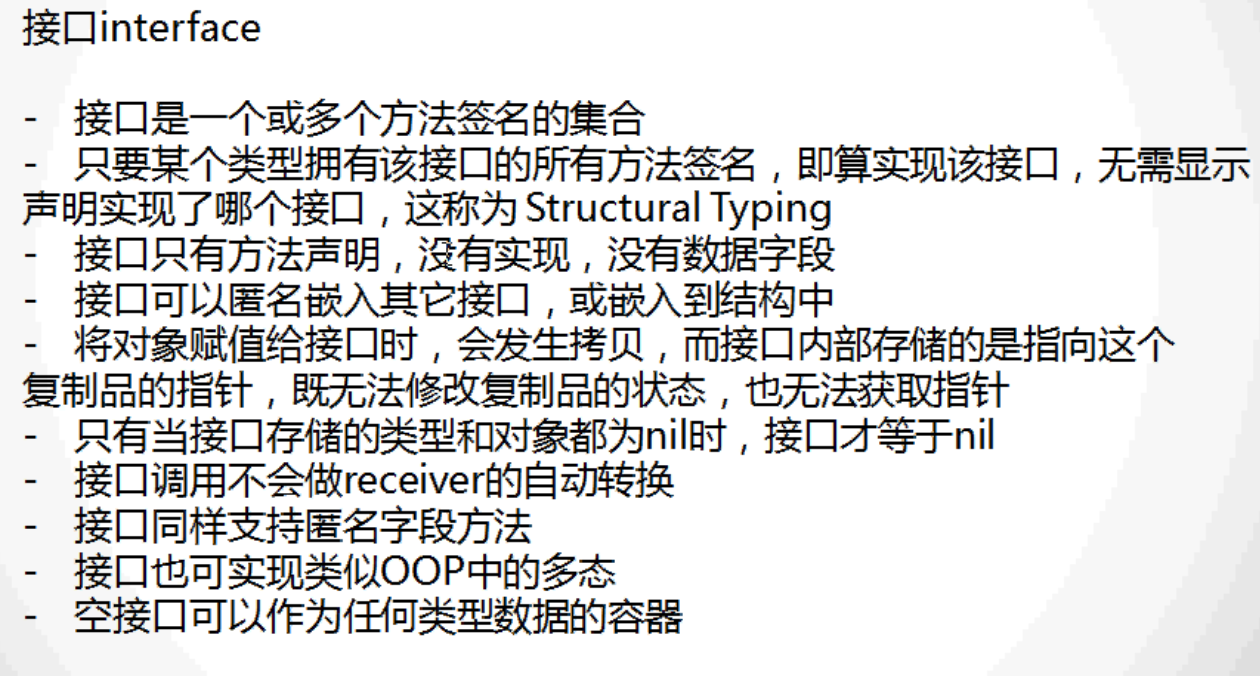 接口interface
- 接口是一个或多个方法签名的集合
- 只要某个类型拥有该接口的所有方法签名，即算实现该接口，无需显示
声明实现了哪个接口，这称为 Structural Typing
- 接口只有方法声明，没有实现，没有数据字段
- 接口可以匿名嵌入其它接口，或嵌入到结构中
- 将对象赋值给接口时，会发生拷贝，而接口内部存储的是指向这个
复制品的指针，既无法修改复制品的状态，也无法获取指针
- 只有当接口存储的类型和对象都为nil时，接口才等于nil
- 接口调用不会做receiver的自动转换
- 接口同样支持匿名字段方法
- 接口也可实现类似OOP中的多态
- 空接口可以作为任何类型数据的容器